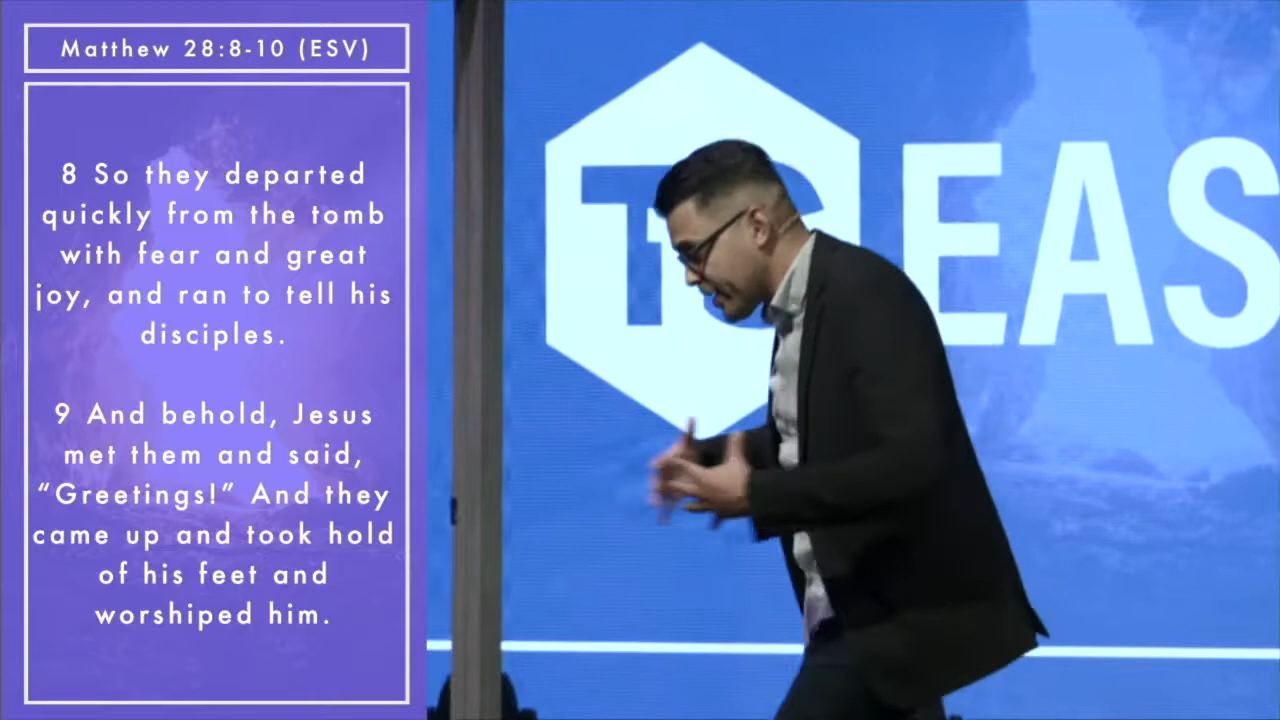 Matthew 28:8-10 (ESV)
8 So they departed
quickly from the tomb
with fear and great
joy, and ran to tell his
disciples.
9 And behold, Jesus
met them and said,
“Greetings!” And they
came up and took hold
of his feet and
worshiped him.
EAS